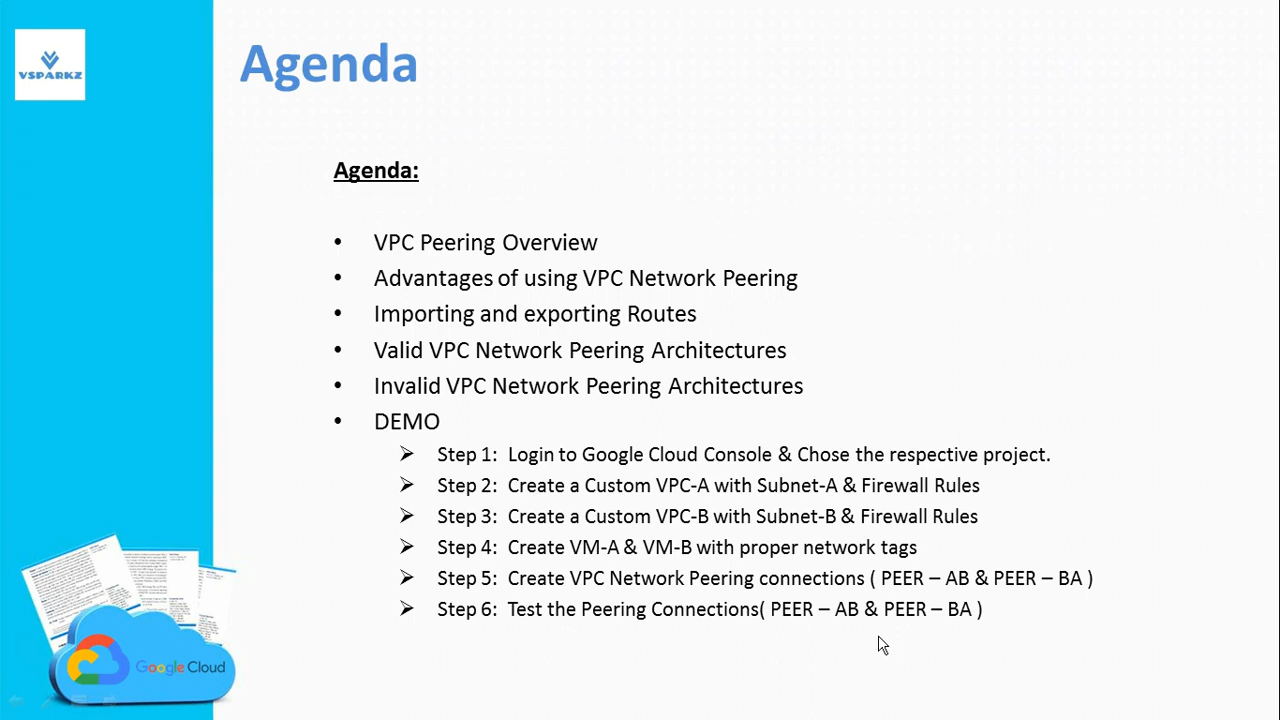 VSPARKZ
Agenda
Agenda:
• VPC Peering Overview
• Advantages of using VPC Network Peering
• Importing and exporting Routes
• Valid VPC Network Peering Architectures
• Invalid VPC Network Peering Architectures
• DEMO
➢ Step 1: Login to Google Cloud Console & Chose the respective project.
➢ Step 2: Create a Custom VPC-A with Subnet-A & Firewall Rules
➢ Step 3: Create a Custom VPC-B with Subnet-B & Firewall Rules
➢ Step 4: Create VM-A & VM-B with proper network tags
➢ Step 5: Create VPC Network Peering connections ( PEER – AB & PEER – BA )
➢ Step 6: Test the Peering Connections( PEER – AB & PEER – BA )
Google Cloud